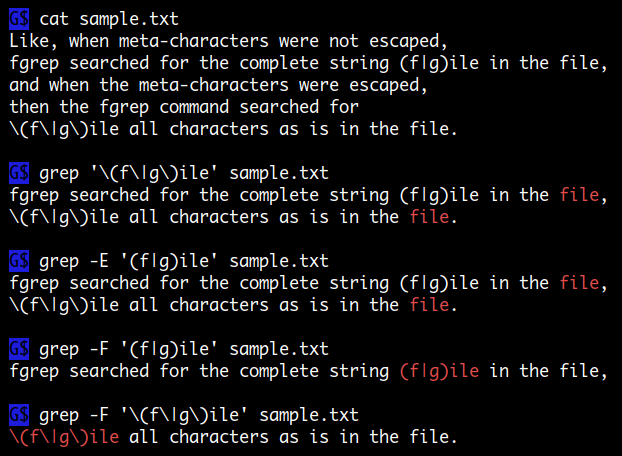 G$ cat sample.txt
Like, when meta-characters were not escaped,
fgrep searched for the complete string (f|g)ile in the file,
and when the meta-characters were escaped,
then the fgrep command searched for
\(f\|g\)ile all characters as is in the file.
G$ grep '\(f\|g\)ile' sample.txt
fgrep searched for the complete string (f|g)ile in the file,
\(f\|g\)ile all characters as is in the file.
G$ grep -E '(f|g)ile' sample.txt
fgrep searched for the complete string (f|g)ile in the file,
\(f\|g\)ile all characters as is in the file.
G$ grep -F '(f|g)ile' sample.txt
fgrep searched for the complete string (f|g)ile in the file,
G$ grep -F '\(f\|g\)ile' sample.txt
\(f\|g\)ile all characters as is in the file.